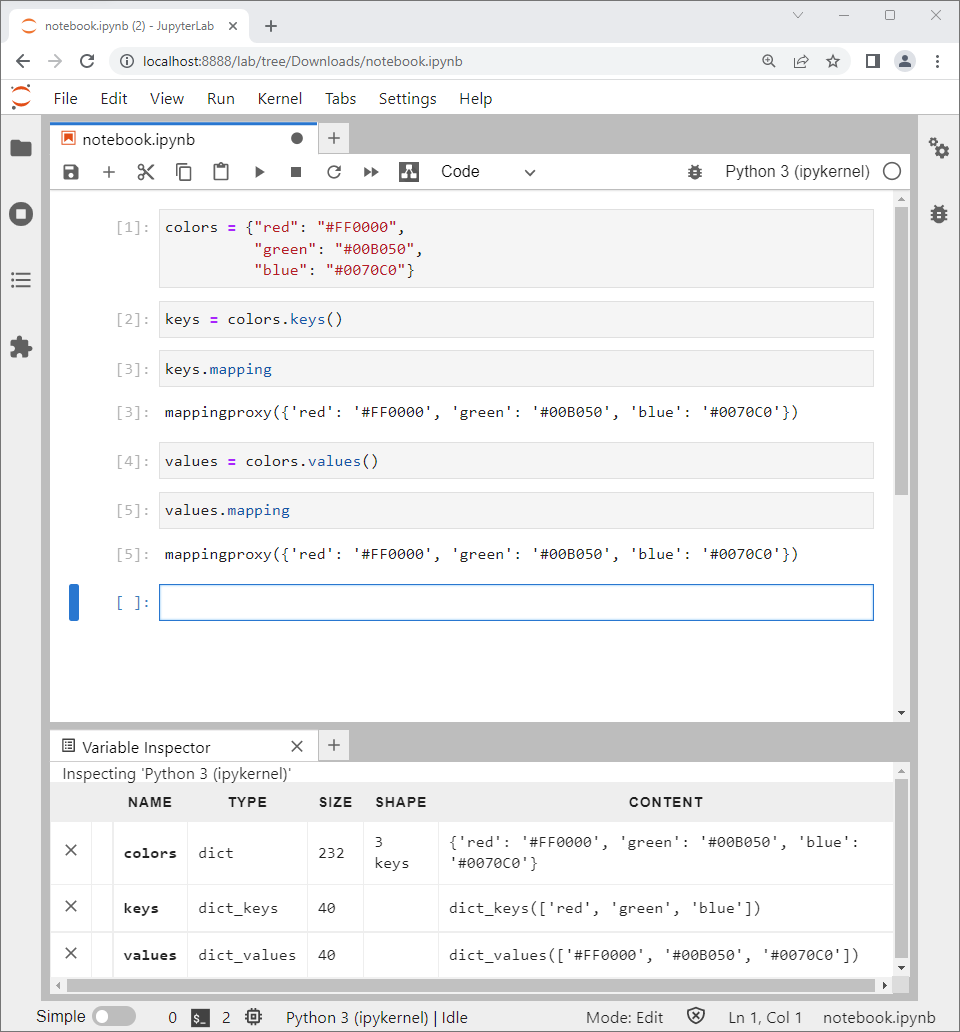 notebook.ipynb (2) - JupyterLab
localhost:8888/lab/tree/Downloads/notebook.ipynb
File Edit View Run Kernel Tabs Settings Help
notebook.ipynb
Code Python 3 (ipykernel)
[1]: colors = {"red": "#FF0000",
"green": "#00B050",
"blue": "#0070C0"}
[2]: keys = colors.keys()
[3]: keys.mapping
[3]: mappingproxy({'red': '#FF0000', 'green': '#00B050', 'blue': '#0070C0'})
[4]: values = colors.values()
[5]: values.mapping
[5]: mappingproxy({'red': '#FF0000', 'green': '#00B050', 'blue': '#0070C0'})
[ ]:
Variable Inspector
Inspecting 'Python 3 (ipykernel)'
NAME TYPE SIZE SHAPE CONTENT
colors dict 232 3 keys {'red': '#FF0000', 'green': '#00B050', 'blue':
'#0070C0'}
keys dict_keys 40 dict_keys(['red', 'green', 'blue'])
values dict_values 40 dict_values(['#FF0000', '#00B050', '#0070C0'])
Simple 0 $_ 2 Python 3 (ipykernel) | Idle Mode: Edit Ln 1, Col 1 notebook.ipynb